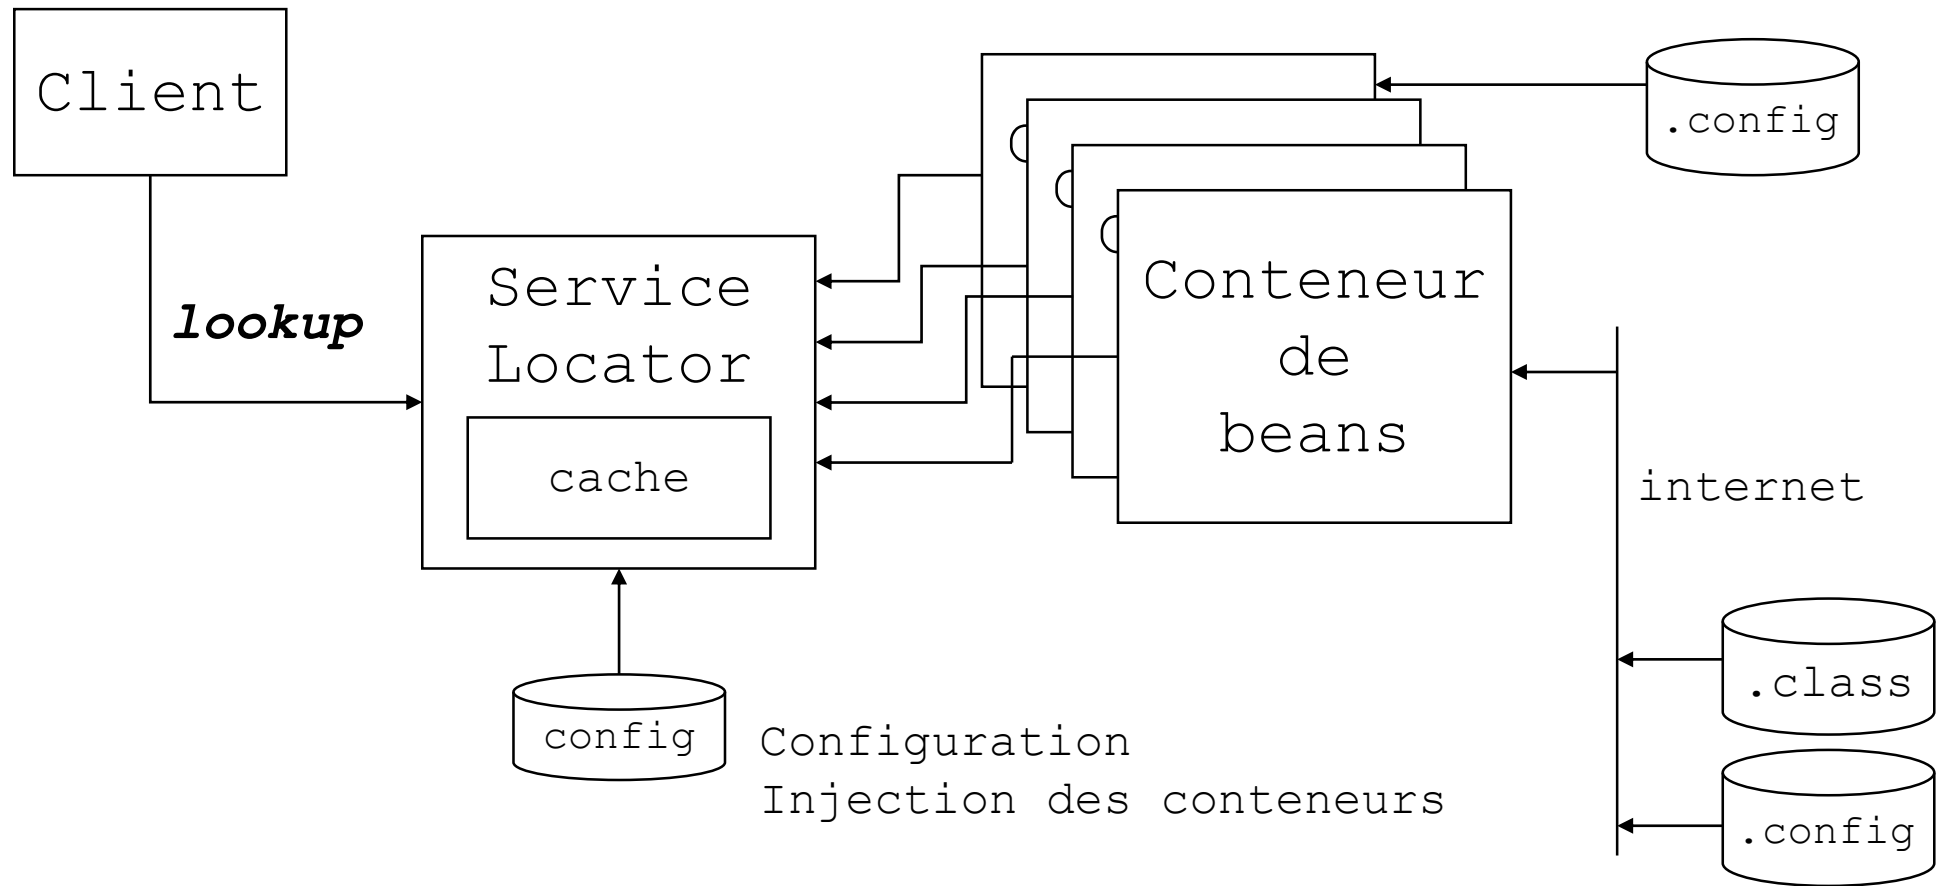 Client
.config
lookup
Service
Locator
cache
Conteneur
de
beans
internet
.class
config
Configuration
Injection des conteneurs
.config